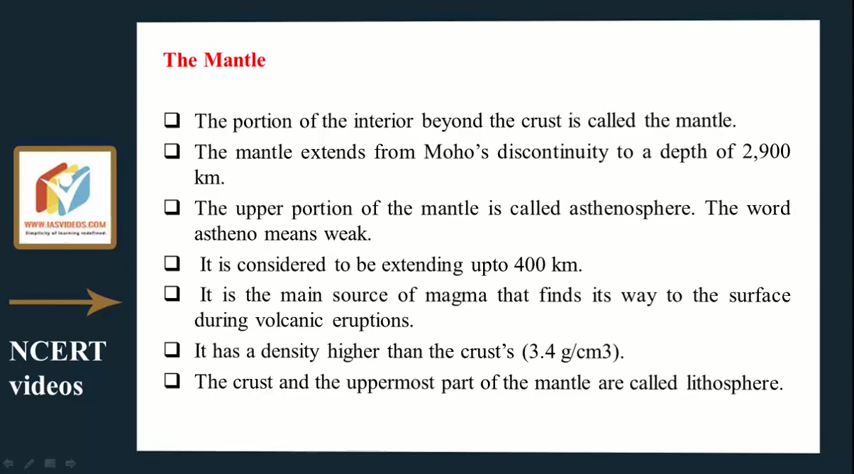 The Mantle
❑ The portion of the interior beyond the crust is called the mantle.
❑ The mantle extends from Moho's discontinuity to a depth of 2,900
km.
❑ The upper portion of the mantle is called asthenosphere. The word
astheno means weak.
❑ It is considered to be extending upto 400 km.
❑ It is the main source of magma that finds its way to the surface
during volcanic eruptions.
❑ It has a density higher than the crust's (3.4 g/cm3).
❑ The crust and the uppermost part of the mantle are called lithosphere.
WWW.IASVIDEOS.COM
Simplicity of learning redefined.
NCERT
videos